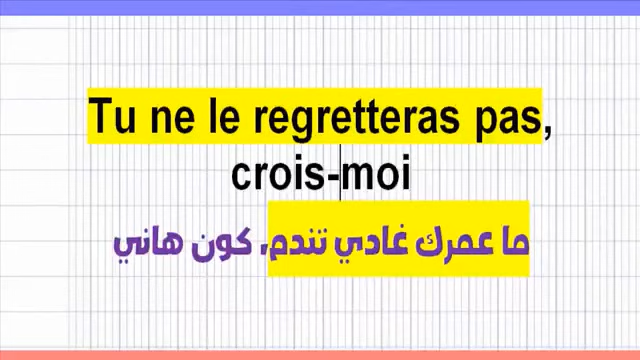 Tu ne le regretteras pas,
crois-moi
ما عمرك غادي تندم، كون هاني